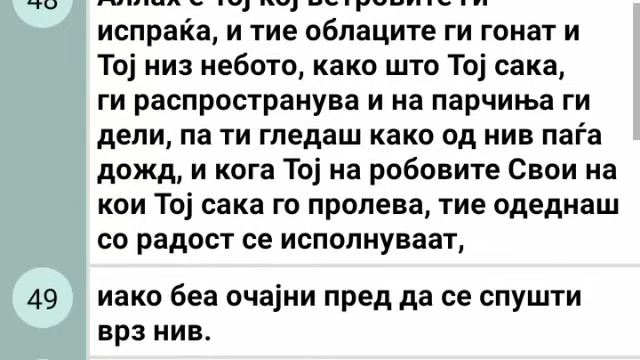 48
Аллах е Тој кој ветровите ги
испраќа, и тие облаците ги гонат и
Тој низ небото, како што Тој сака,
ги распространува и на парчиња ги
дели, па ти гледаш како од нив паѓа
дожд, и кога Тој на робовите Свои на
кои Тој сака го пролева, тие одеднаш
со радост се исполнуваат,
49
иако беа очајни пред да се спушти
врз нив.